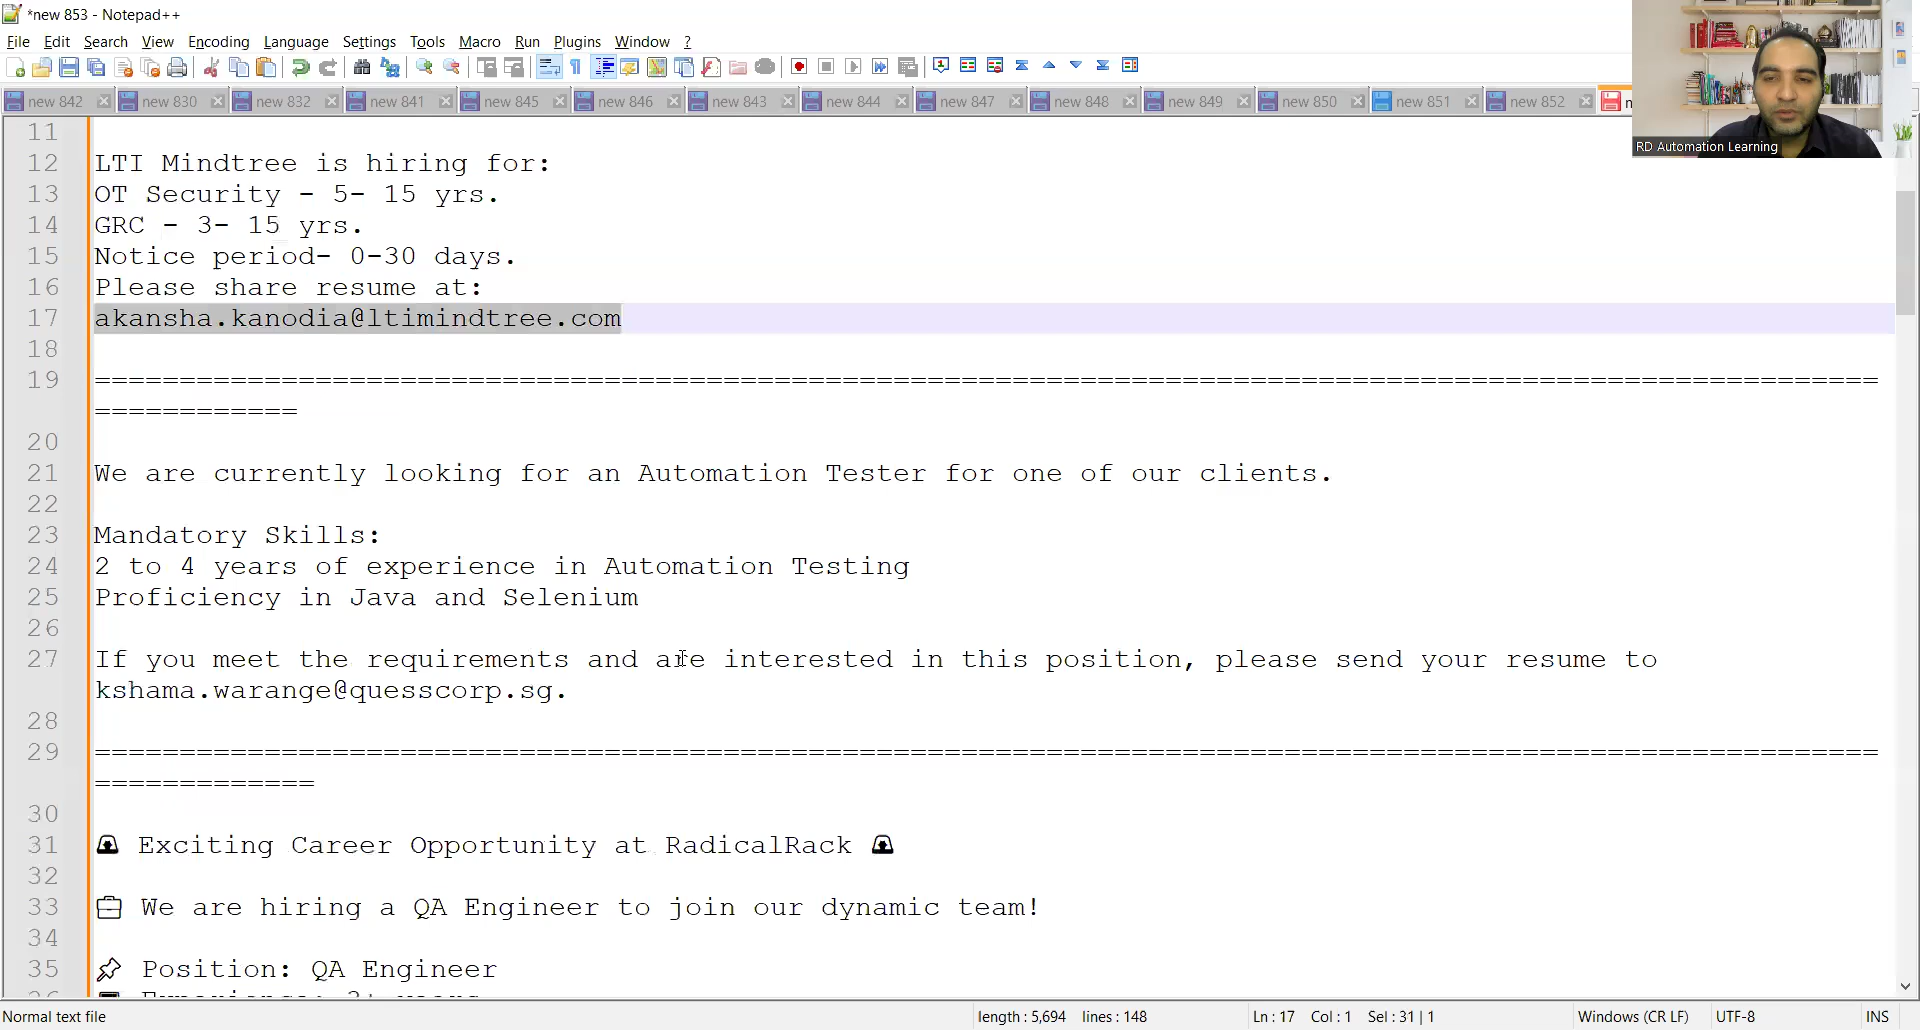 *new 853 - Notepad++
File Edit Search View Encoding Language Settings Tools Macro Run Plugins Window ?
new 842 new 830 new 832 new 841 new 845 new 846 new 843 new 844 new 847 new 848 new 849 new 850 new 851 new 852
RD Automation Learning
11
12 LTI Mindtree is hiring for:
13 OT Security - 5- 15 yrs.
14 GRC - 3- 15 yrs.
15 Notice period- 0-30 days.
16 Please share resume at:
17 akansha.kanodia@ltimindtree.com
18
19 =========================================================================================================
============
20
21 We are currently looking for an Automation Tester for one of our clients.
22
23 Mandatory Skills:
24 2 to 4 years of experience in Automation Testing
25 Proficiency in Java and Selenium
26
27 If you meet the requirements and are interested in this position, please send your resume to
kshama.warange@quesscorp.sg.
28
29 =========================================================================================================
=============
30
31 Exciting Career Opportunity at RadicalRack
32
33 We are hiring a QA Engineer to join our dynamic team!
34
35 Position: QA Engineer
Normal text file length : 5,694 lines : 148 Ln : 17 Col : 1 Sel : 31 | 1 Windows (CR LF) UTF-8 INS